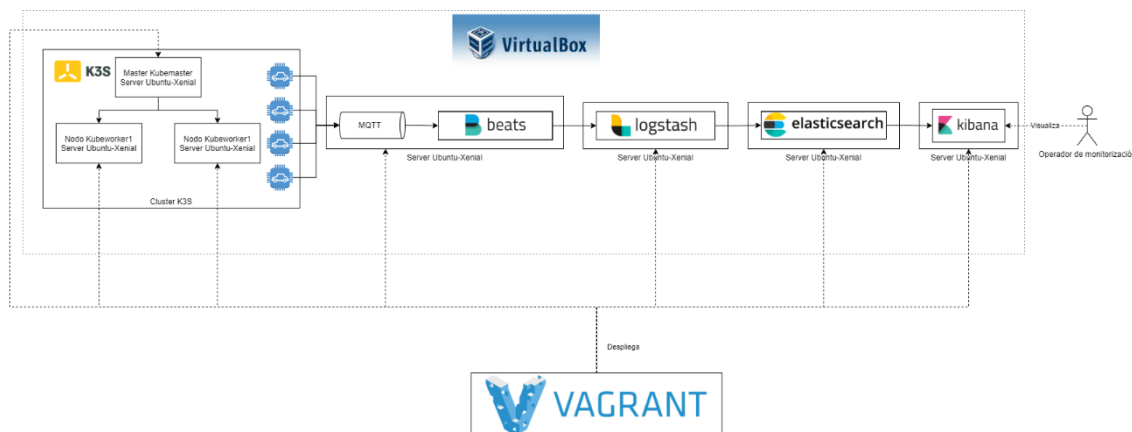 VirtualBox
K3S
Master Kubemaster
Server Ubuntu-Xenial
Nodo Kubeworker1
Server Ubuntu-Xenial
Nodo Kubeworker1
Server Ubuntu-Xenial
Cluster K3S
MQTT
beats
Server Ubuntu-Xenial
logstash
Server Ubuntu-Xenial
elasticsearch
Server Ubuntu-Xenial
kibana
Server Ubuntu-Xenial
Visualiza
Operador de monitorizació
Despliega
VAGRANT